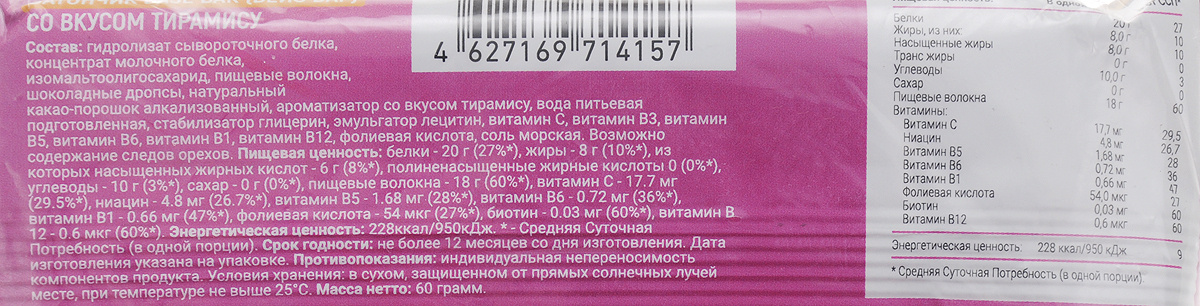 СО ВКУСОМ ТИРАМИСУ
Состав: гидролизат сывороточного белка,
концентрат молочного белка,
изомальтоолигосахарид, пищевые волокна,
шоколадные дропсы, натуральный
какао-порошок алкализованный, ароматизатор со вкусом тирамису, вода питьевая
подготовленная, стабилизатор глицерин, эмульгатор лецитин, витамин С, витамин В3, витамин
В5, витамин В6, витамин В1, витамин В12, фолиевая кислота, соль морская. Возможно
содержание следов орехов. Пищевая ценность: белки - 20 г (27%*), жиры - 8 г (10%*), из
которых насыщенных жирных кислот - 6 г (8%*), полиненасыщенные жирные кислоты 0 (0%*),
углеводы - 10 г (3%*), сахар - 0 г (0%*), пищевые волокна - 18 г (60%*), витамин С - 17.7 мг
(29.5%*), ниацин - 4.8 мг (26.7%*), витамин В5 - 1.68 мг (28%*), витамин В6 - 0.72 мг (36%*),
витамин В1 - 0.66 мг (47%*), фолиевая кислота - 54 мкг (27%*), биотин - 0.03 мг (60%*), витамин В
12 - 0.6 мкг (60%*). Энергетическая ценность: 228ккал/950кДж. * - Средняя Суточная
Потребность (в одной порции). Срок годности: не более 12 месяцев со дня изготовления. Дата
изготовления указана на упаковке. Противопоказания: индивидуальная непереносимость
компонентов продукта. Условия хранения: в сухом, защищенном от прямых солнечных лучей
месте, при температуре не выше 25°С. Масса нетто: 60 грамм.
4 627169 714157
Белки 20 г 27
Жиры, из них: 8,0 г 10
Насыщенные жиры 8,0 г 10
Транс жиры 0 г 0
Углеводы 10,0 г 3
Сахар 0 г 0
Пищевые волокна 18 г 60
Витамины:
Витамин С 17,7 мг 29,5
Ниацин 4,8 мг 26,7
Витамин В5 1,68 мг 28
Витамин В6 0,72 мг 36
Витамин В1 0,66 мг 47
Фолиевая кислота 54,0 мкг 27
Биотин 0,03 мг 60
Витамин В12 0,6 мкг 60
Энергетическая ценность: 228 ккал/950 кДж 9
* Средняя Суточная Потребность (в одной порции).